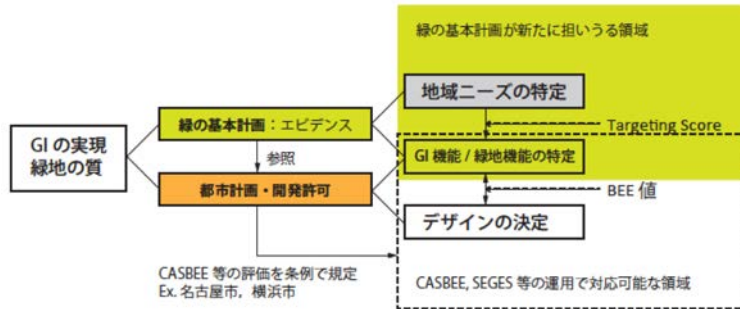 緑の基本計画が新たに担いうる領域
地域ニーズの特定
Targeting Score
緑の基本計画：エビデンス
GI の実現
緑地の質
参照
GI 機能 / 緑地機能の特定
BEE 値
都市計画・開発許可
デザインの決定
CASBEE 等の評価を条例で規定
Ex. 名古屋市，横浜市
CASBEE, SEGES 等の運用で対応可能な領域